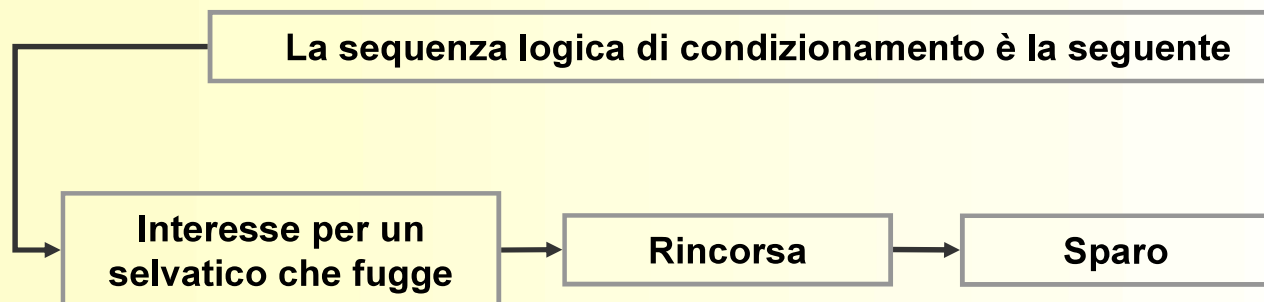 La sequenza logica di condizionamento è la seguente
Interesse per un
selvatico che fugge
Rincorsa
Sparo